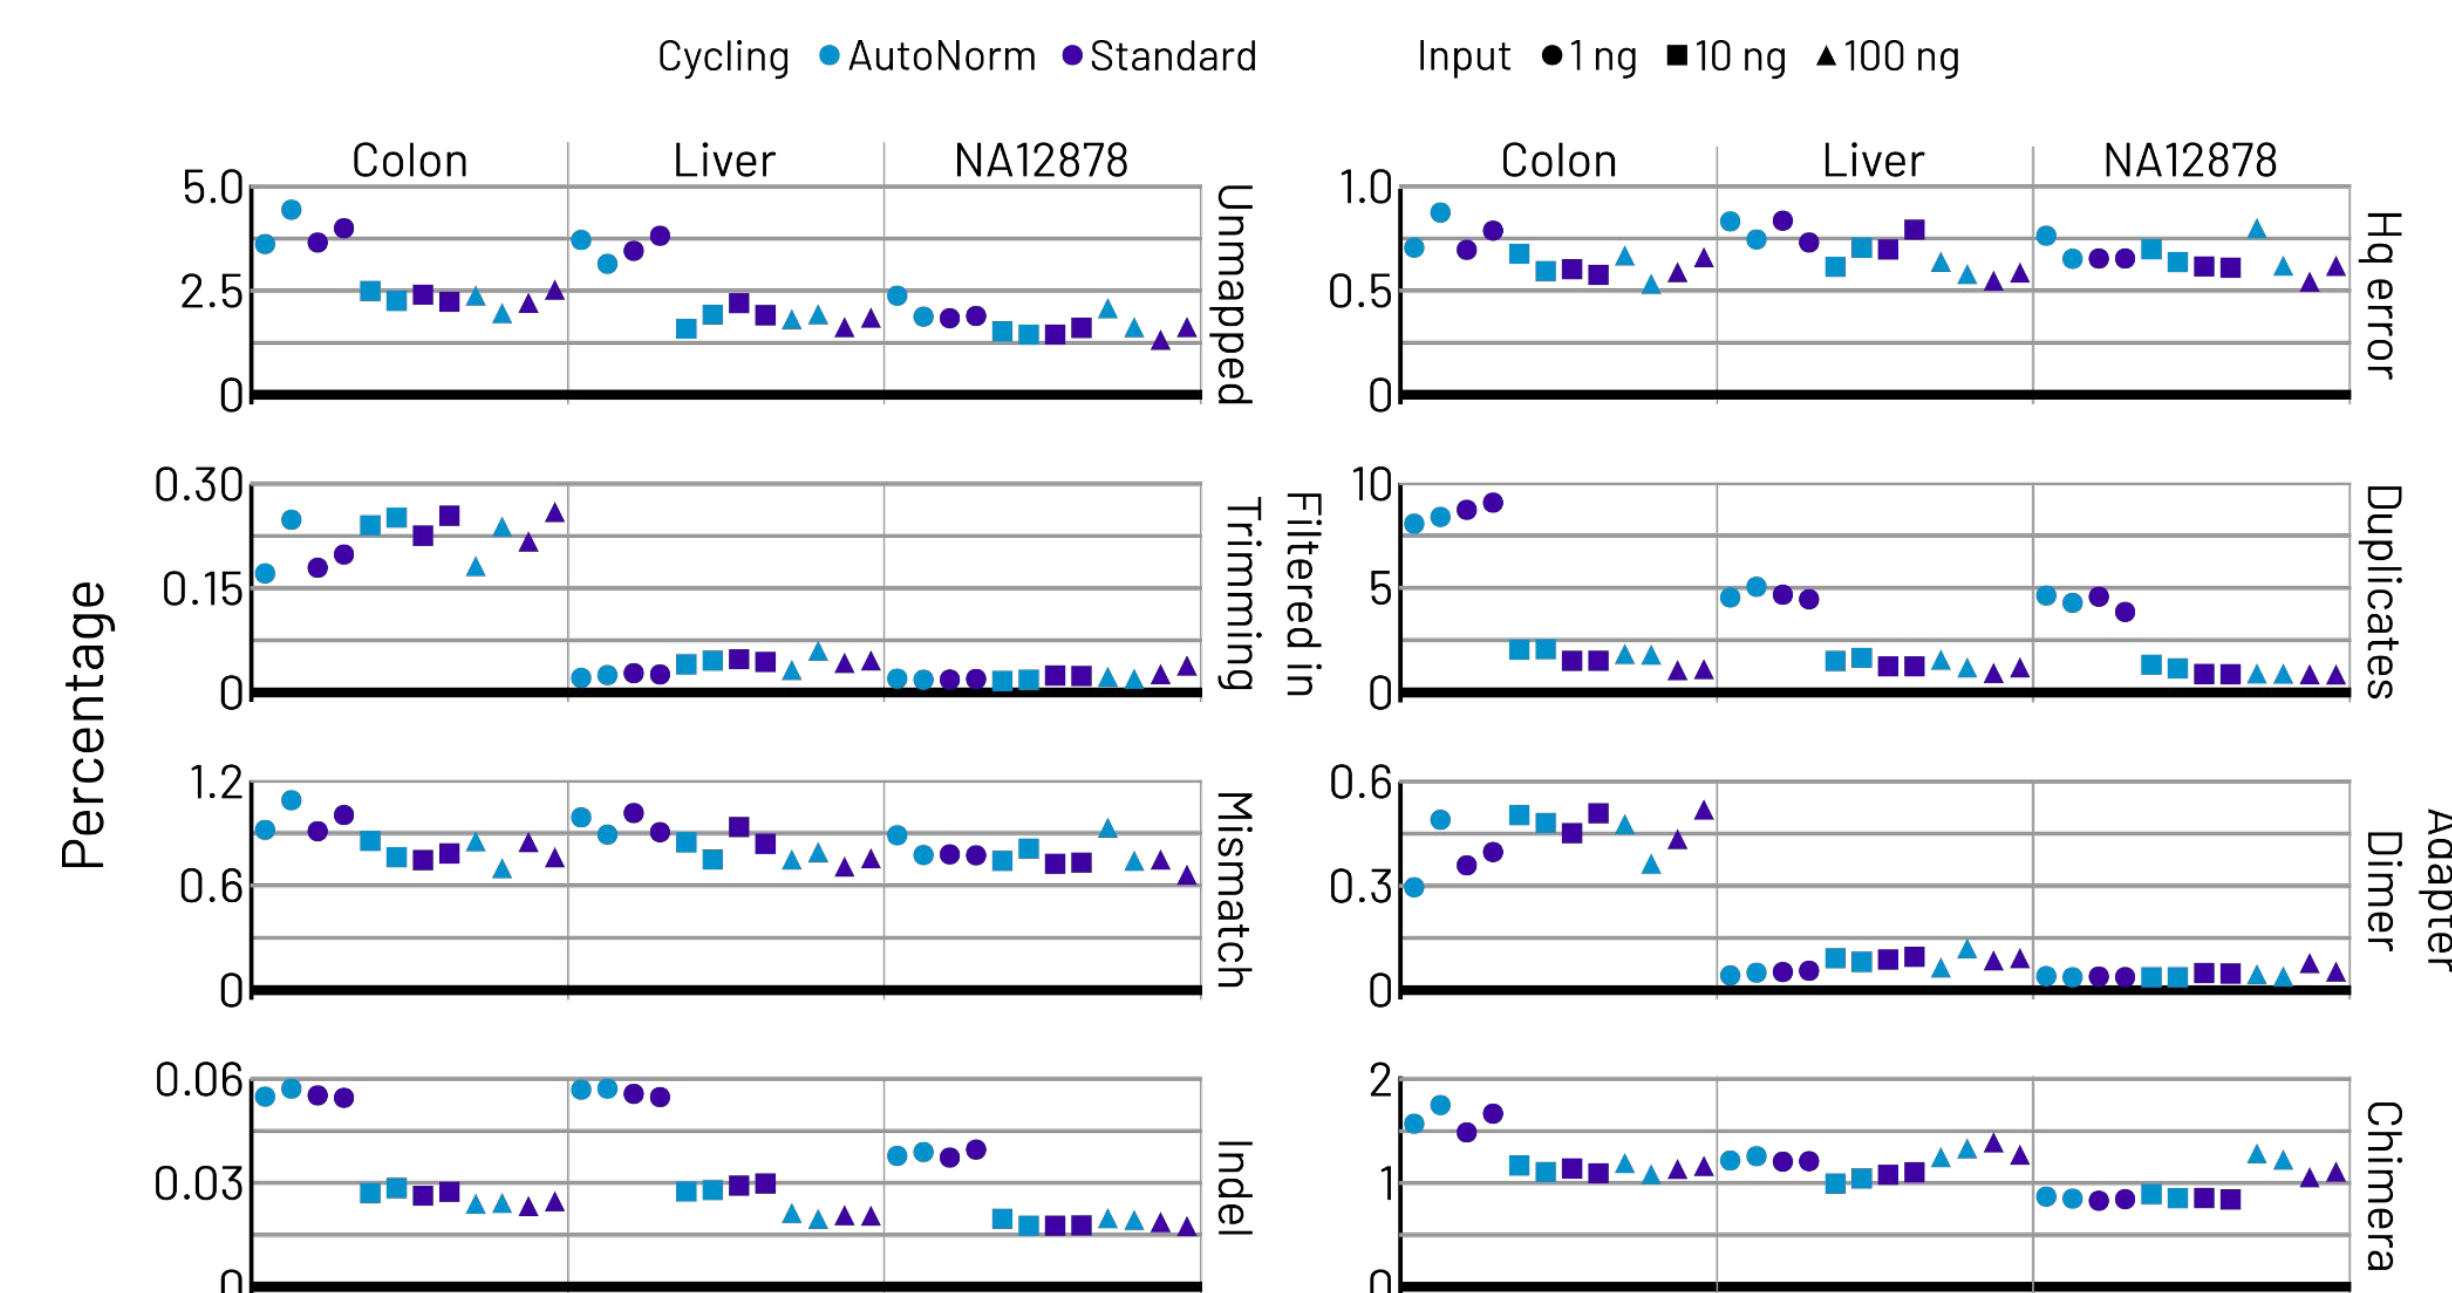 Cycling AutoNorm Standard Input 1 ng 10 ng 100 ng
Colon Liver NA12878
5.0
2.5
0
Unmapped
Colon Liver NA12878
1.0
0.5
0
Hq error
Percentage
0.30
0.15
0
Filtered in
Trimming
10
5
0
Duplicates
1.2
0.6
0
Mismatch
0.6
0.3
0
Adapter
Dimer
0.06
0.03
0
Indel
2
1
0
Chimera